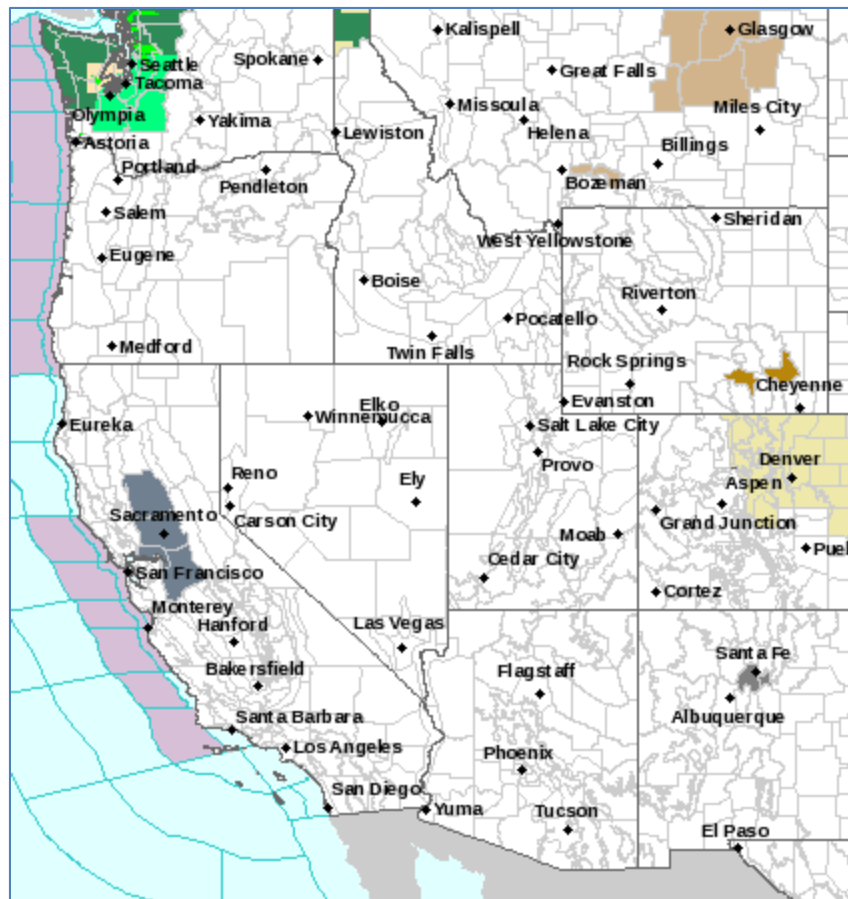 Kalispell
Glasgow
Seattle
Spokane
Great Falls
Tacoma
Missoula
Miles City
Olympia
Yakima
Lewiston
Helena
Astoria
Billings
Portland
Pendleton
Bozeman
Salem
Sheridan
West Yellowstone
Eugene
Boise
Riverton
Pocatello
Medford
Twin Falls
Rock Springs
Cheyenne
Evanston
Elko
Winnemucca
Eureka
Salt Lake City
Denver
Provo
Reno
Ely
Aspen
Sacramento
Carson City
Grand Junction
Moab
Puel
Cedar City
San Francisco
Cortez
Monterey
Hanford
Las Vegas
Santa Fe
Bakersfield
Flagstaff
Santa Barbara
Albuquerque
Los Angeles
Phoenix
San Diego
Yuma
Tucson
El Paso